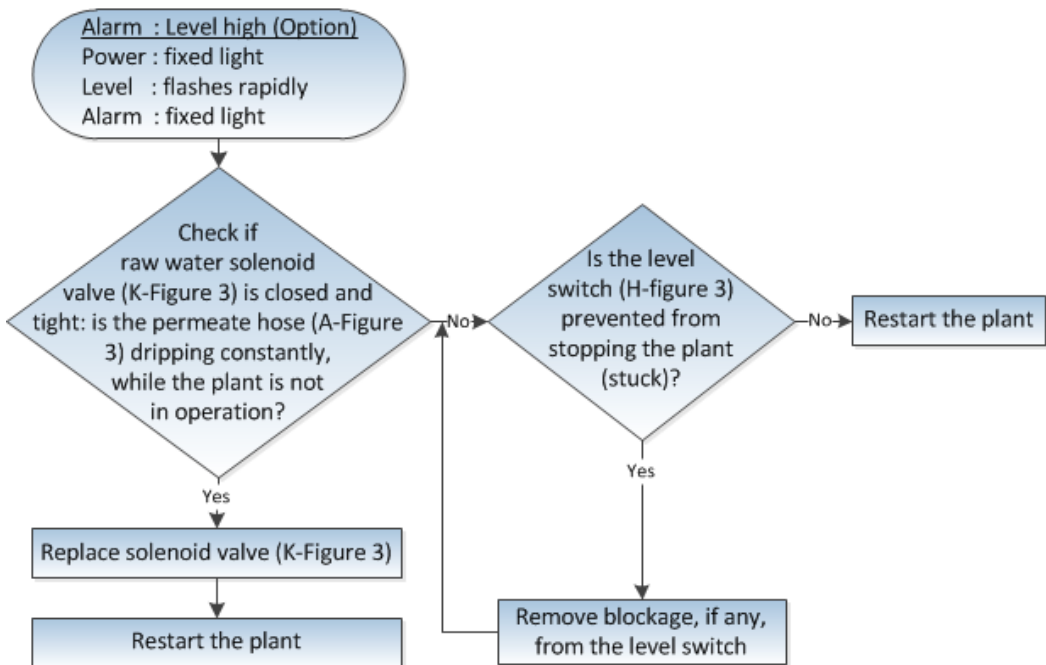 Alarm : Level high (Option)
Power : fixed light
Level : flashes rapidly
Alarm : fixed light
Check if
raw water solenoid
valve (K-Figure 3) is closed and
tight: is the permeate hose (A-Figure
3) dripping constantly,
while the plant is not
in operation?
No
Is the level
switch (H-figure 3)
prevented from
stopping the plant
(stuck)?
No
Restart the plant
Yes
Yes
Replace solenoid valve (K-Figure 3)
Restart the plant
Remove blockage, if any,
from the level switch